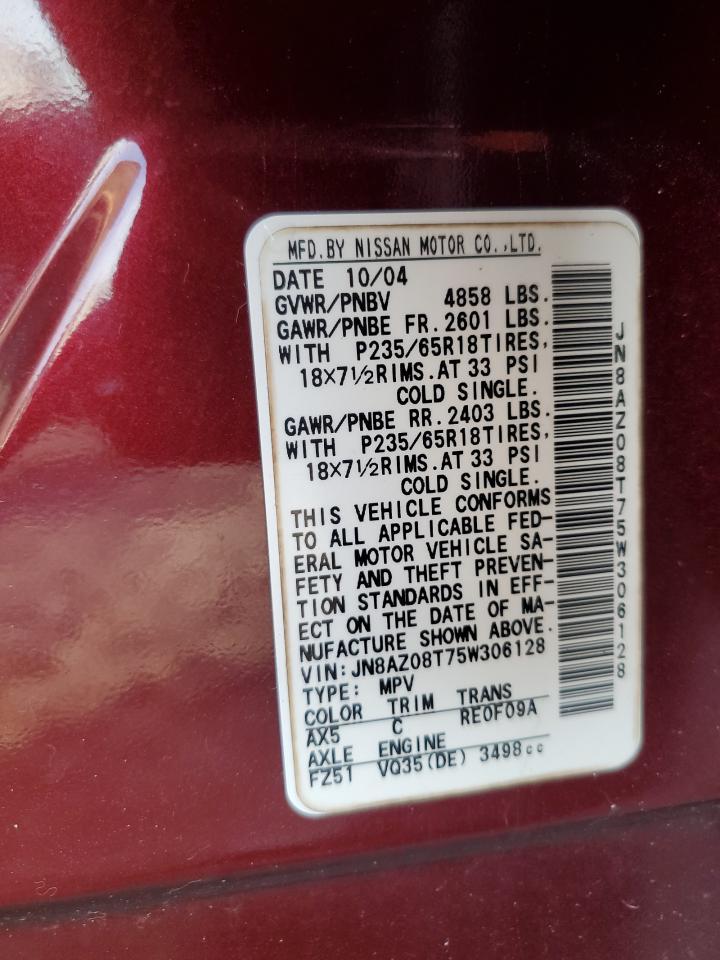 MFD.BY NISSAN MOTOR CO.,LTD.
DATE 10/04
GVWR/PNBV 4858 LBS.
GAWR/PNBE FR.2601 LBS.
WITH P235/65R18TIRES,
18×7½RIMS.AT 33 PSI
COLD SINGLE.
GAWR/PNBE RR.2403 LBS.
WITH P235/65R18TIRES,
18×7½RIMS.AT 33 PSI
COLD SINGLE.
THIS VEHICLE CONFORMS
TO ALL APPLICABLE FED-
ERAL MOTOR VEHICLE SA-
FETY AND THEFT PREVEN-
TION STANDARDS IN EFF-
ECT ON THE DATE OF MA-
NUFACTURE SHOWN ABOVE.
VIN:JN8AZ08T75W306128
TYPE: MPV
COLOR TRIM TRANS
AX5 C RE0F09A
AXLE ENGINE
FZ51 VQ35(DE) 3498cc
JN8AZ08T75W306128